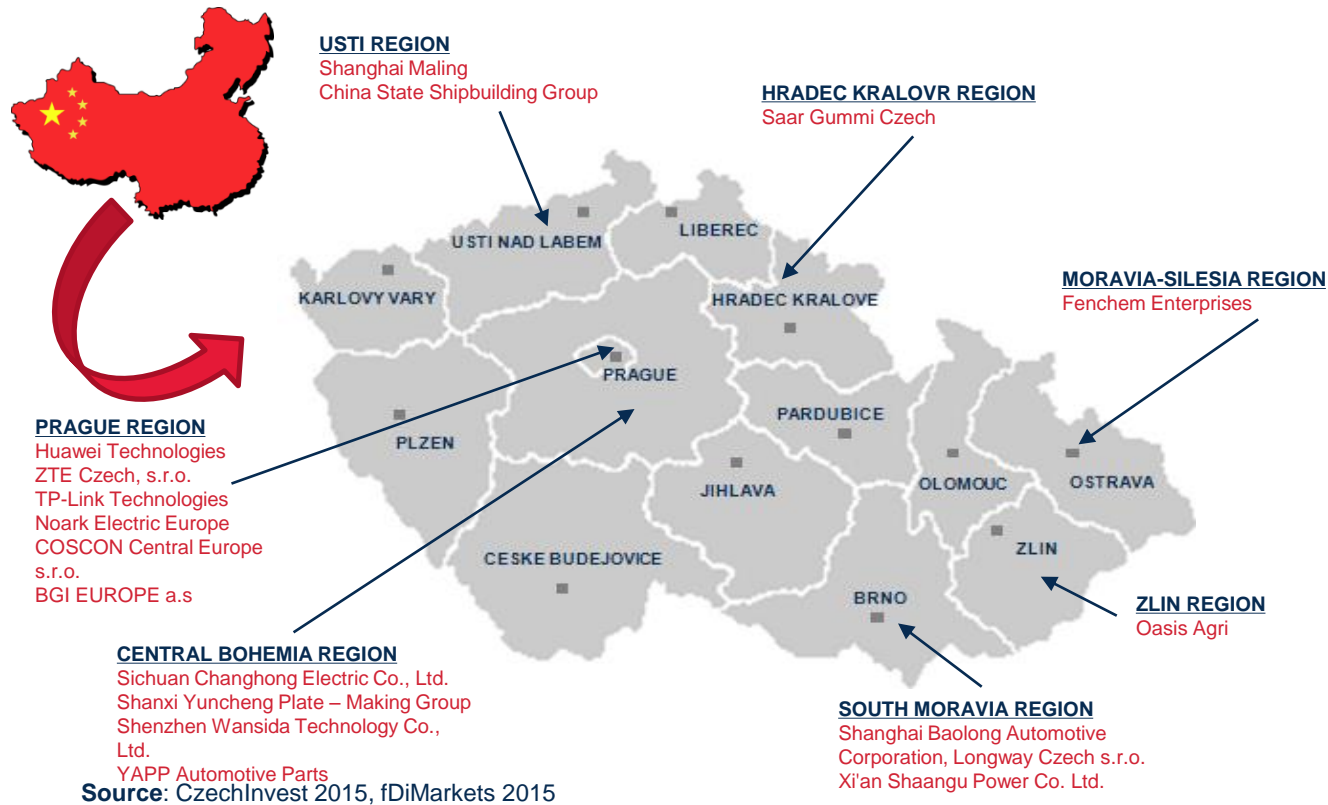 USTI REGION
Shanghai Maling
China State Shipbuilding Group
HRADEC KRALOVR REGION
Saar Gummi Czech
MORAVIA-SILESIA REGION
Fenchem Enterprises
USTI NAD LABEM
LIBEREC
KARLOVY VARY
HRADEC KRALOVE
PRAGUE
PARDUBICE
PLZEN
JIHLAVA
OLOMOUC
OSTRAVA
CESKE BUDEJOVICE
ZLIN
BRNO
PRAGUE REGION
Huawei Technologies
ZTE Czech, s.r.o.
TP-Link Technologies
Noark Electric Europe
COSCON Central Europe
s.r.o.
BGI EUROPE a.s
ZLIN REGION
Oasis Agri
CENTRAL BOHEMIA REGION
Sichuan Changhong Electric Co., Ltd.
Shanxi Yuncheng Plate – Making Group
Shenzhen Wansida Technology Co.,
Ltd.
YAPP Automotive Parts
SOUTH MORAVIA REGION
Shanghai Baolong Automotive
Corporation, Longway Czech s.r.o.
Xi'an Shaangu Power Co. Ltd.
Source: CzechInvest 2015, fDiMarkets 2015